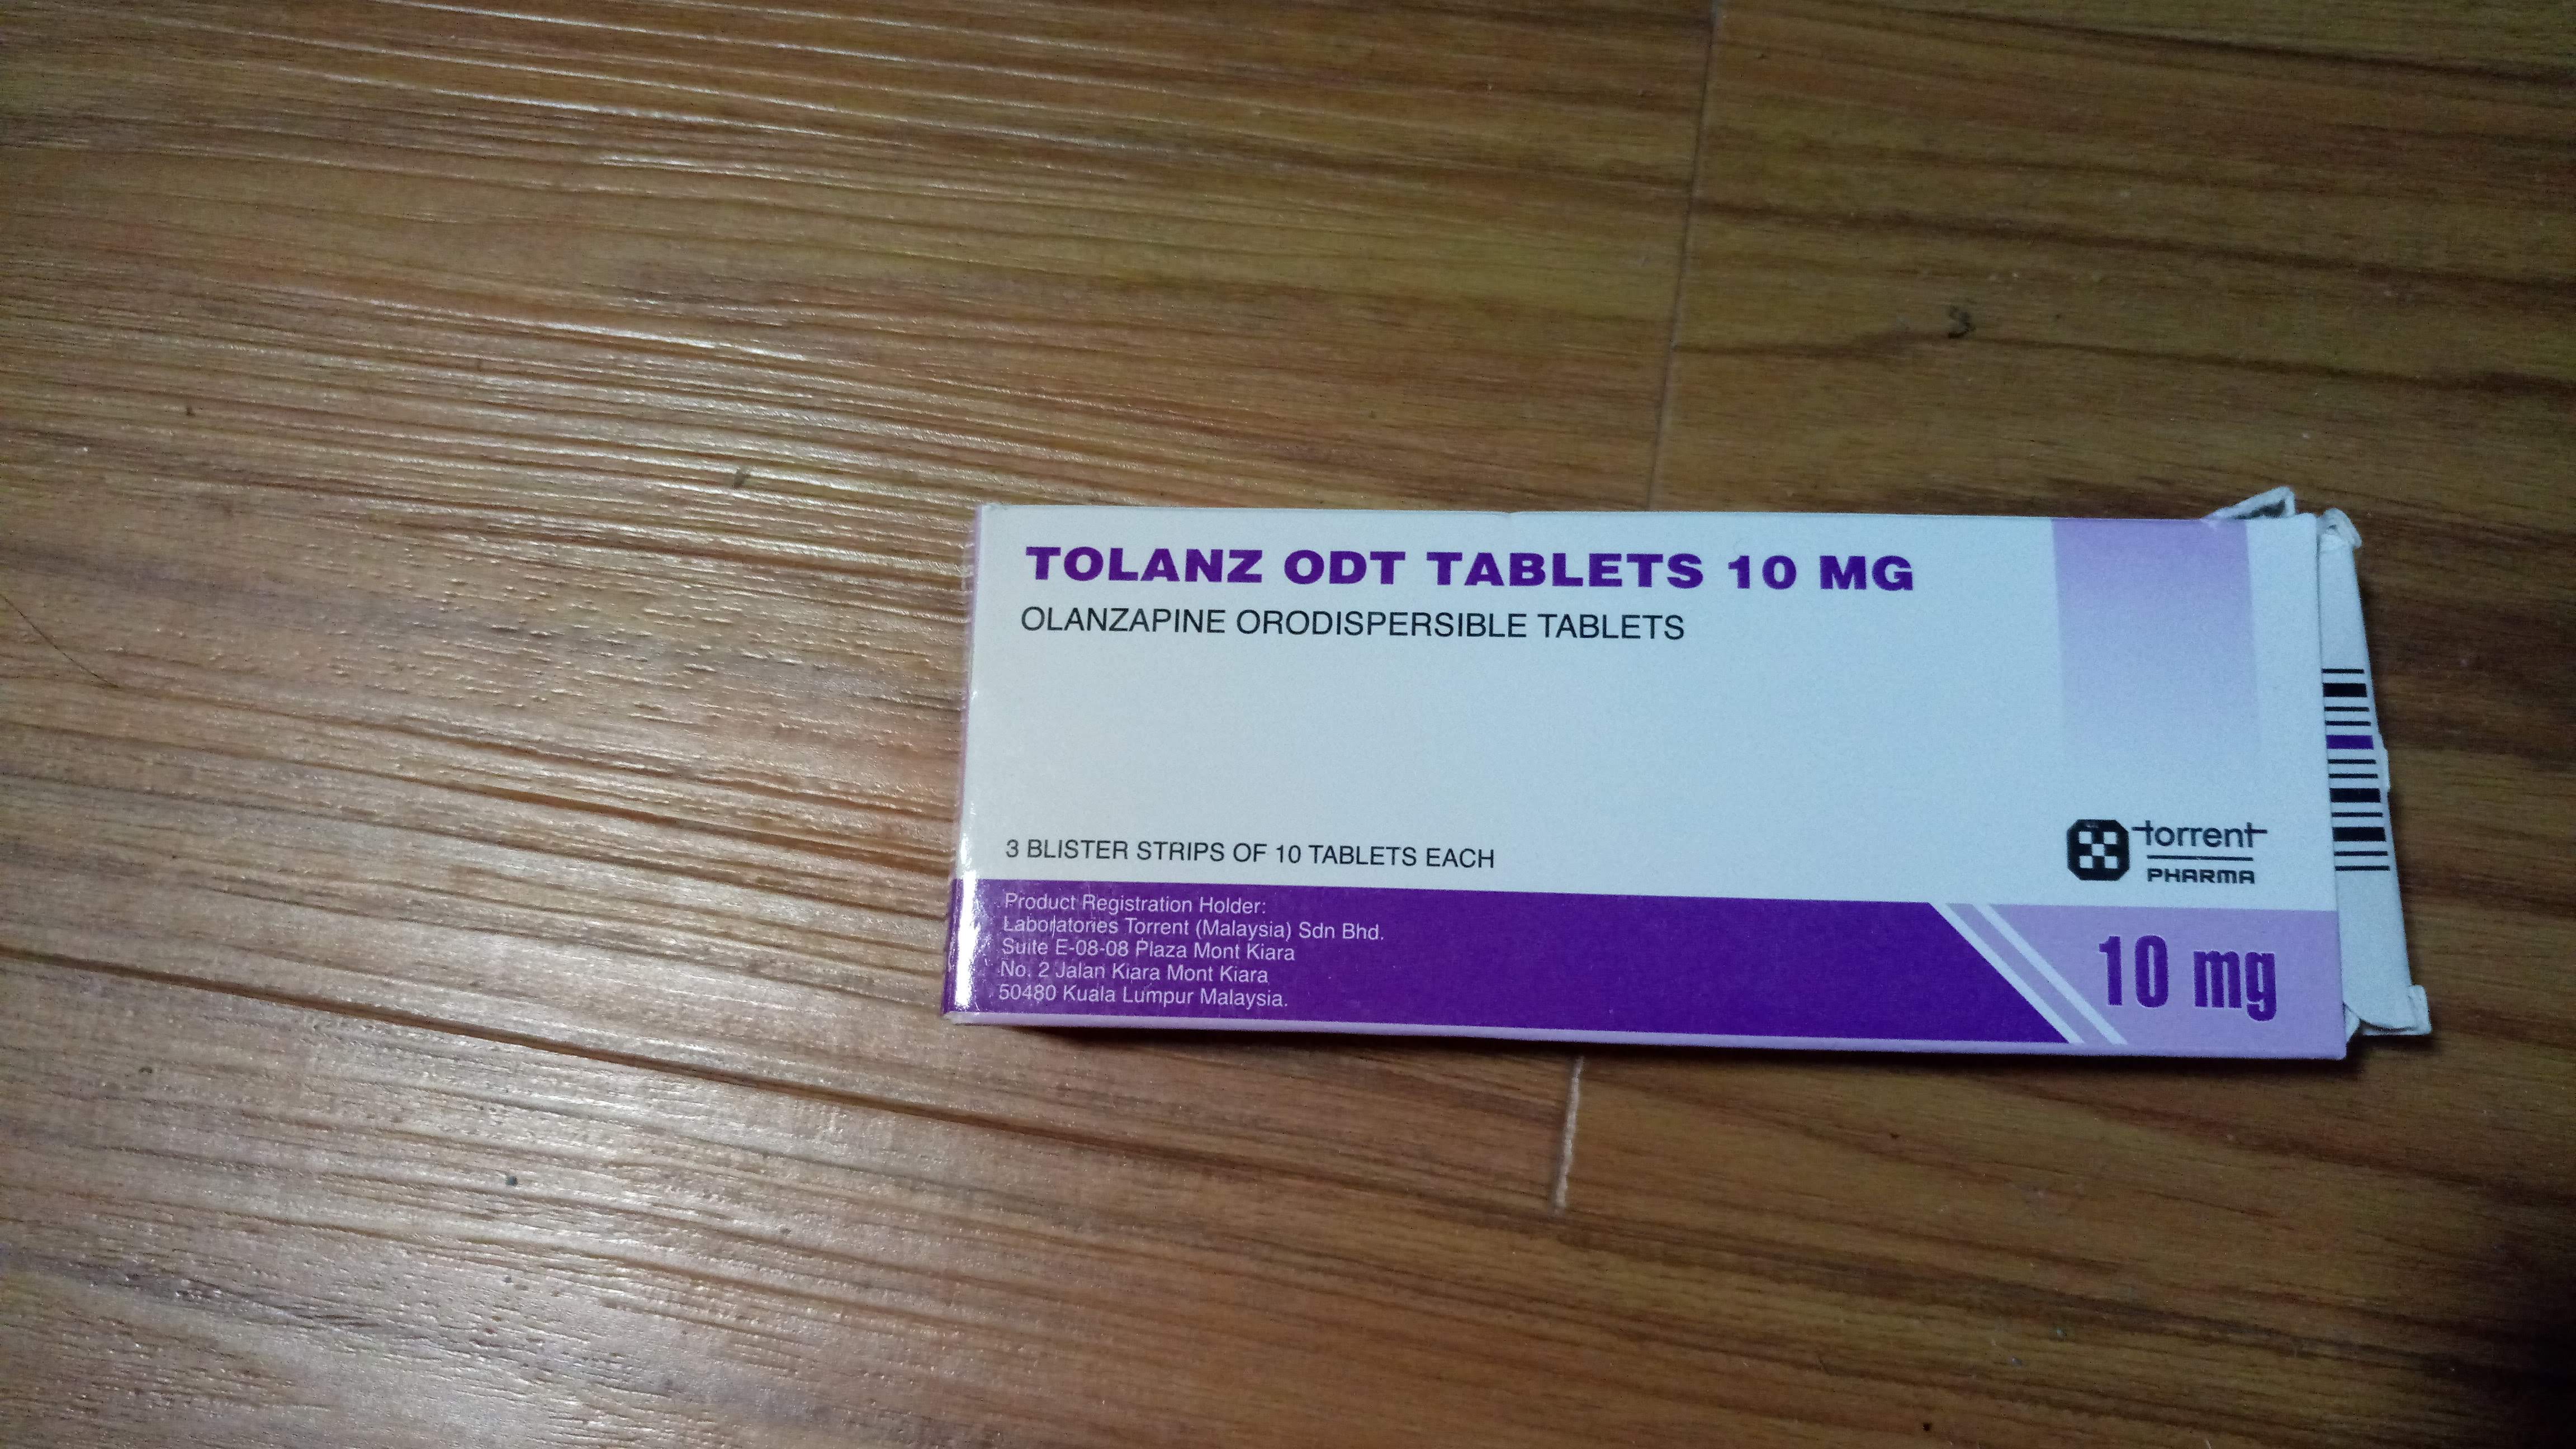 TOLANZ ODT TABLETS 10 MG
OLANZAPINE ORODISPERSIBLE TABLETS
3 BLISTER STRIPS OF 10 TABLETS EACH
torrent
PHARMA
Product Registration Holder:
Laboratories Torrent (Malaysia) Sdn Bhd.
Suite E-08-08 Plaza Mont Kiara
No. 2 Jalan Kiara Mont Kiara
50480 Kuala Lumpur Malaysia.
10 mg